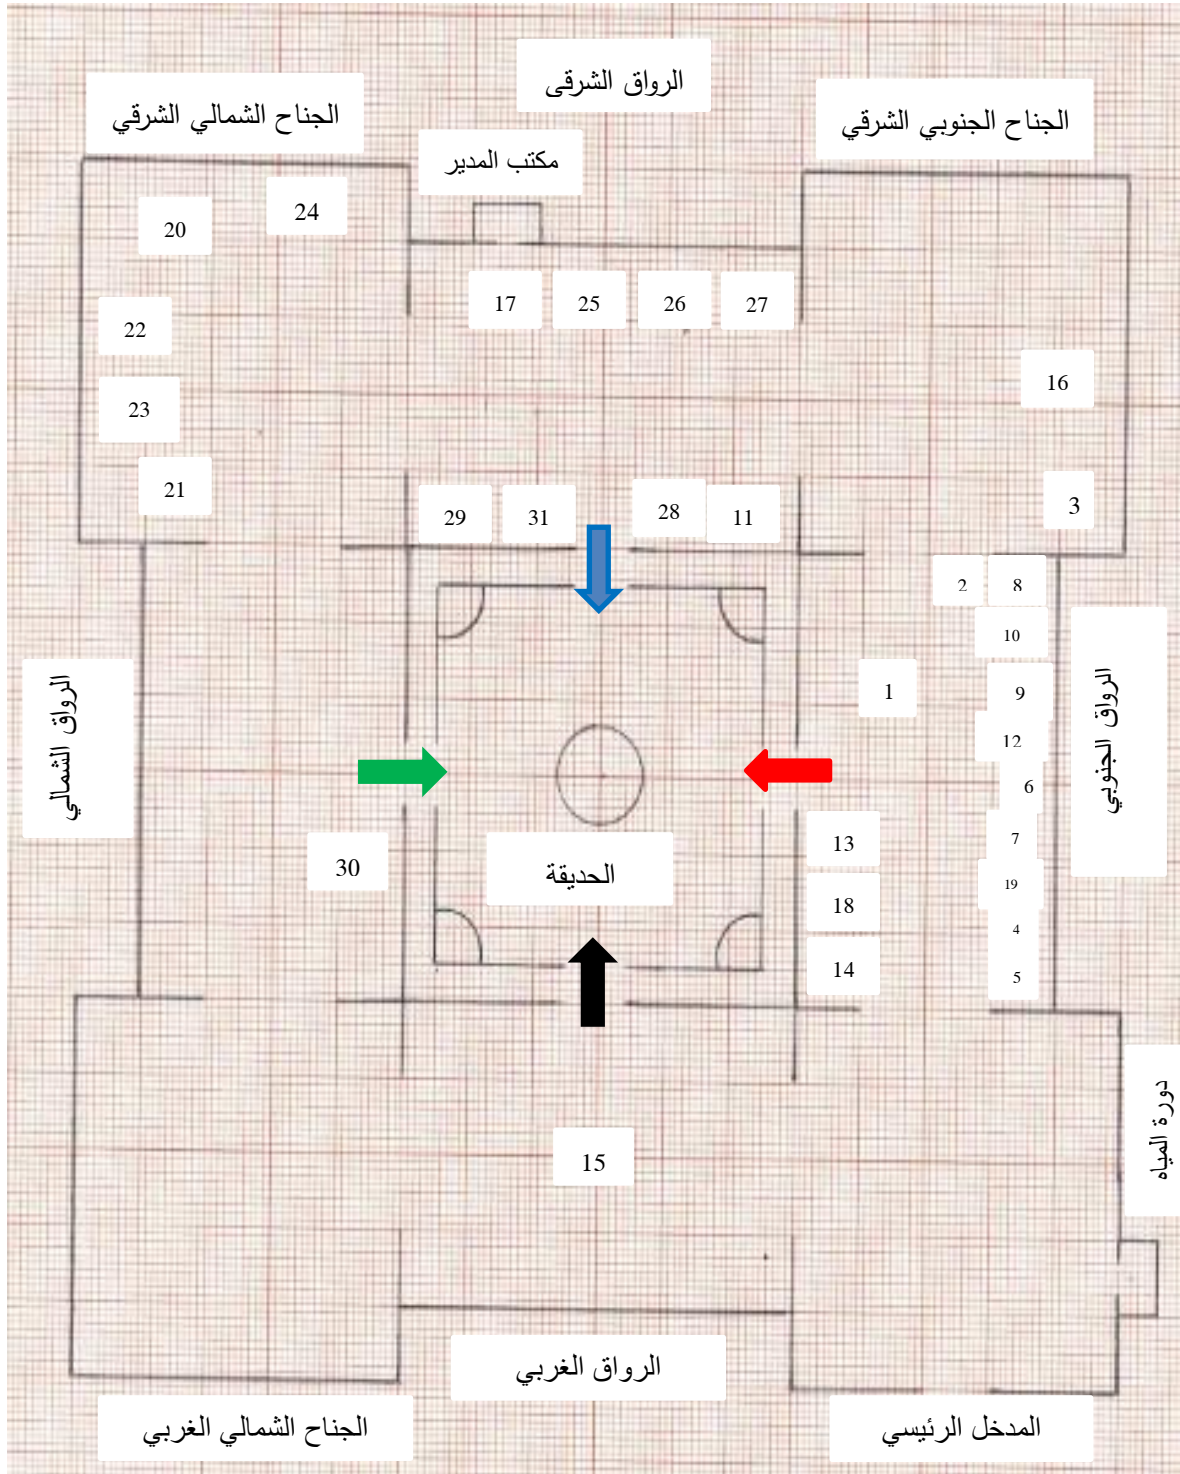 الرواق الشرقى
الجناح الشمالي الشرقي
الجناح الجنوبي الشرقي
مكتب المدير
24
20
17
25
26
27
22
23
16
21
29
31
28
11
3
2
8
10
1
9
12
6
13
7
19
18
4
14
5
الرواق الشمالي
الرواق الجنوبي
30
الحديقة
دورة المياه
15
الرواق الغربي
الجناح الشمالي الغربي
المدخل الرئيسي